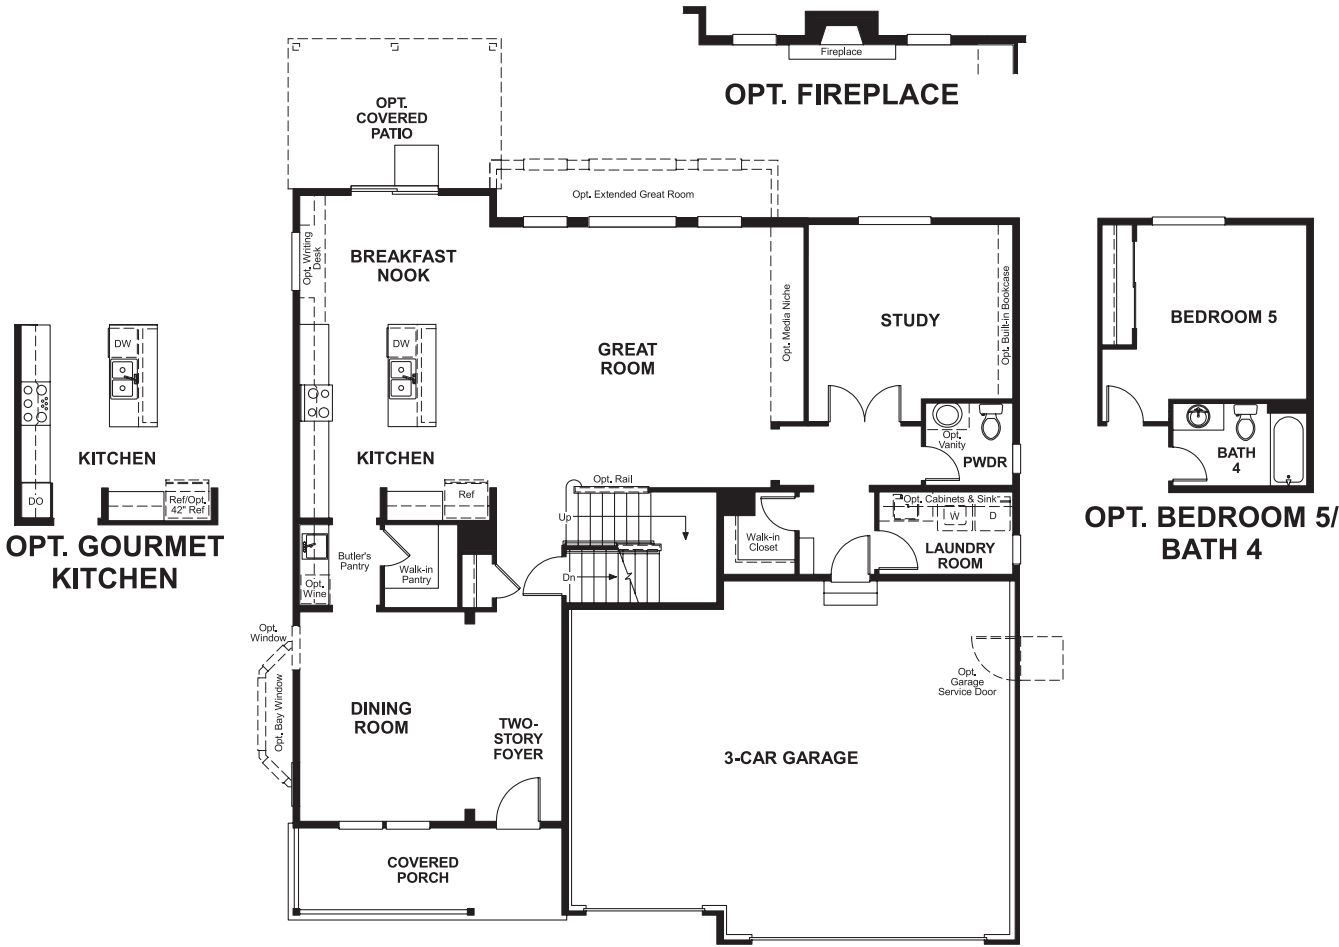 Fireplace
OPT. FIREPLACE
OPT.
COVERED
PATIO
Opt. Extended Great Room
Opt. Writing
Desk
BREAKFAST
NOOK
GREAT
ROOM
Opt. Media Niche
STUDY
Opt. Built-in Bookcase
BEDROOM 5
DW
DW
KITCHEN
KITCHEN
Opt.
Vanity
PWDR
BATH
4
DO
Ref/Opt.
42" Ref
Ref
Opt. Rail
Up
Opt. Cabinets & Sink
W
D
OPT. GOURMET
KITCHEN
OPT. BEDROOM 5/
BATH 4
Butler's
Pantry
Walk-in
Pantry
Walk-in
Closet
LAUNDRY
ROOM
Opt.
Wine
Dn
Opt.
Window
Opt. Bay Window
Opt.
Garage
Service Door
DINING
ROOM
TWO-
STORY
FOYER
3-CAR GARAGE
COVERED
PORCH